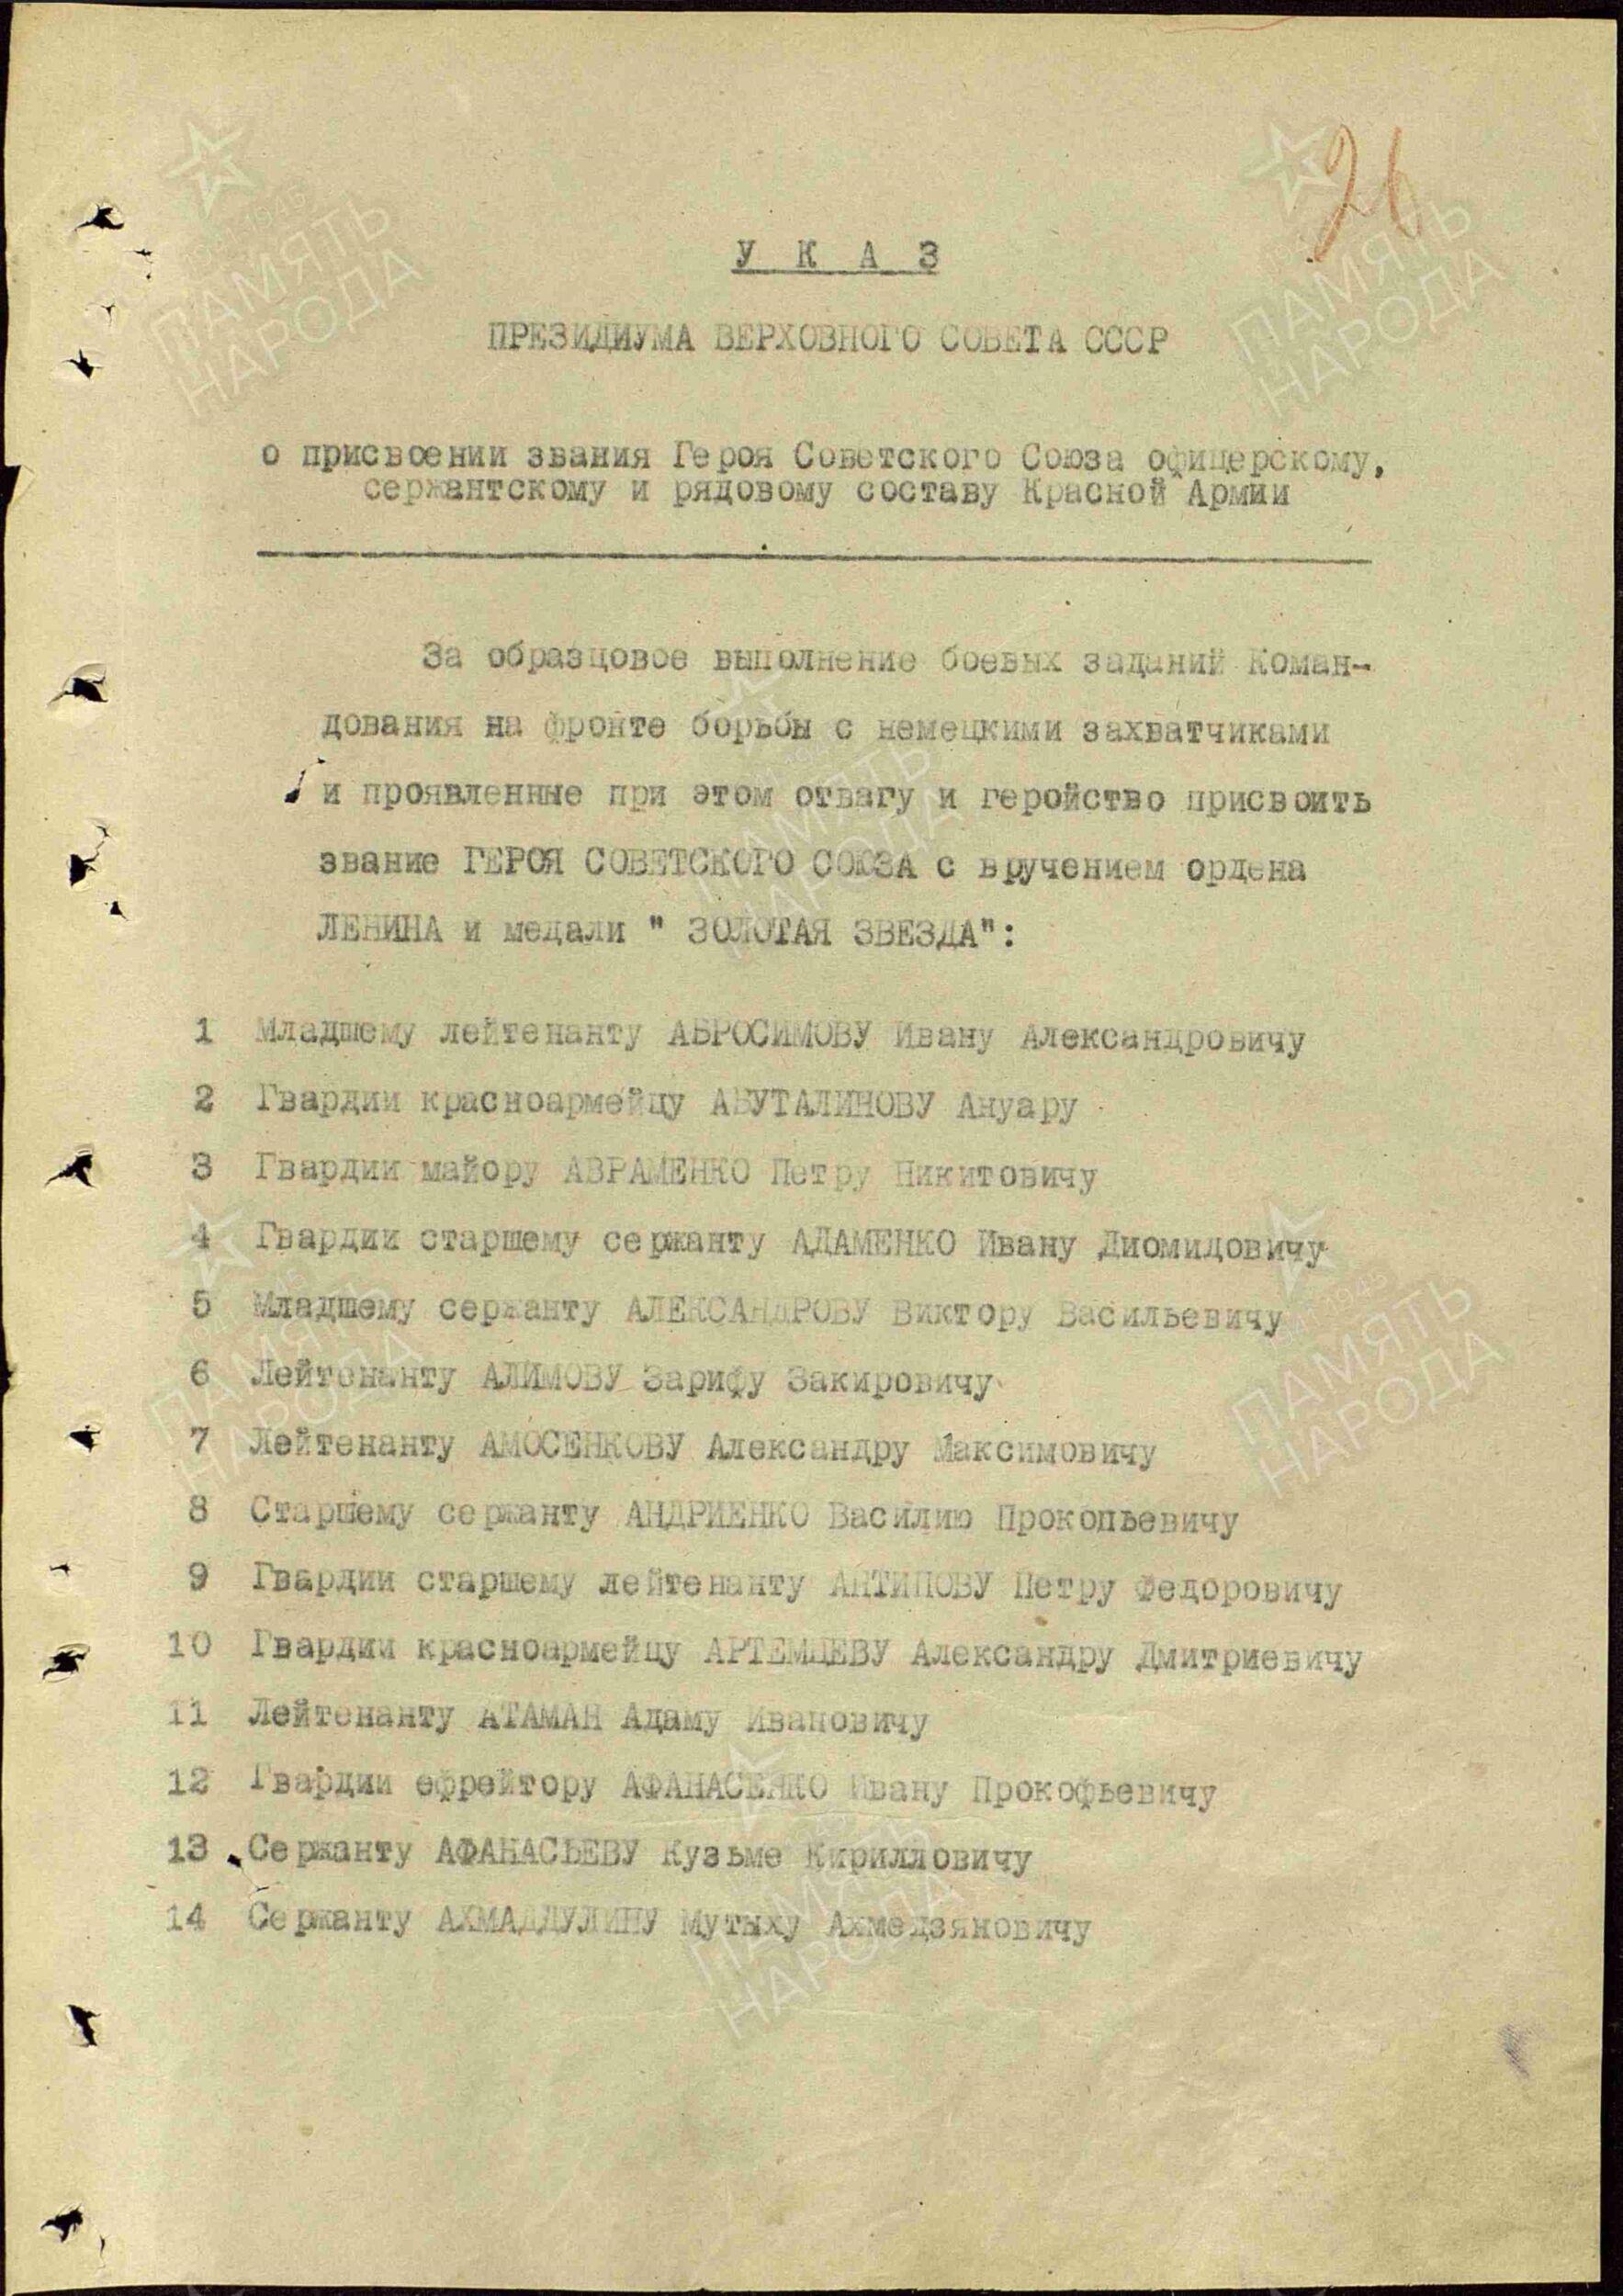 26
У К А З
ПРЕЗИДИУМА ВЕРХОВНОГО СОВЕТА СССР
о присвоении звания Героя Советского Союза офицерскому,
сержантскому и рядовому составу Красной Армии
За образцовое выполнение боевых заданий Коман-
дования на фронте борьбы с немецкими захватчиками
и проявленные при этом отвагу и геройство присвоить
звание ГЕРОЯ СОВЕТСКОГО СОЮЗА с вручением ордена
ЛЕНИНА и медали " ЗОЛОТАЯ ЗВЕЗДА":
1 Младшему лейтенанту АБРОСИМОВУ Ивану Александровичу
2 Гвардии красноармейцу АБУТАЛИПОВУ Ануару
3 Гвардии майору АВРАМЕНКО Петру Никитовичу
4 Гвардии старшему сержанту АДАМЕНКО Ивану Диомидовичу
5 Младшему сержанту АЛЕКСАНДРОВУ Виктору Васильевичу
6 Лейтенанту АЛИМОВУ Зарифу Закировичу
7 Лейтенанту АМОСЕНКОВУ Александру Максимовичу
8 Старшему сержанту АНДРИЕНКО Василию Прокопьевичу
9 Гвардии старшему лейтенанту АНТИПОВУ Петру Федоровичу
10 Гвардии красноармейцу АРТЕМЦЕВУ Александру Дмитриевичу
11 Лейтенанту АТАМАН Адаму Ивановичу
12 Гвардии ефрейтору АФАНАСЕНКО Ивану Прокофьевичу
13 Сержанту АФАНАСЬЕВУ Кузьме Кирилловичу
14 Сержанту АХМАДДУЛИНУ Мутыху Ахмедзяновичу
ПАМЯТЬ
НАРОДА